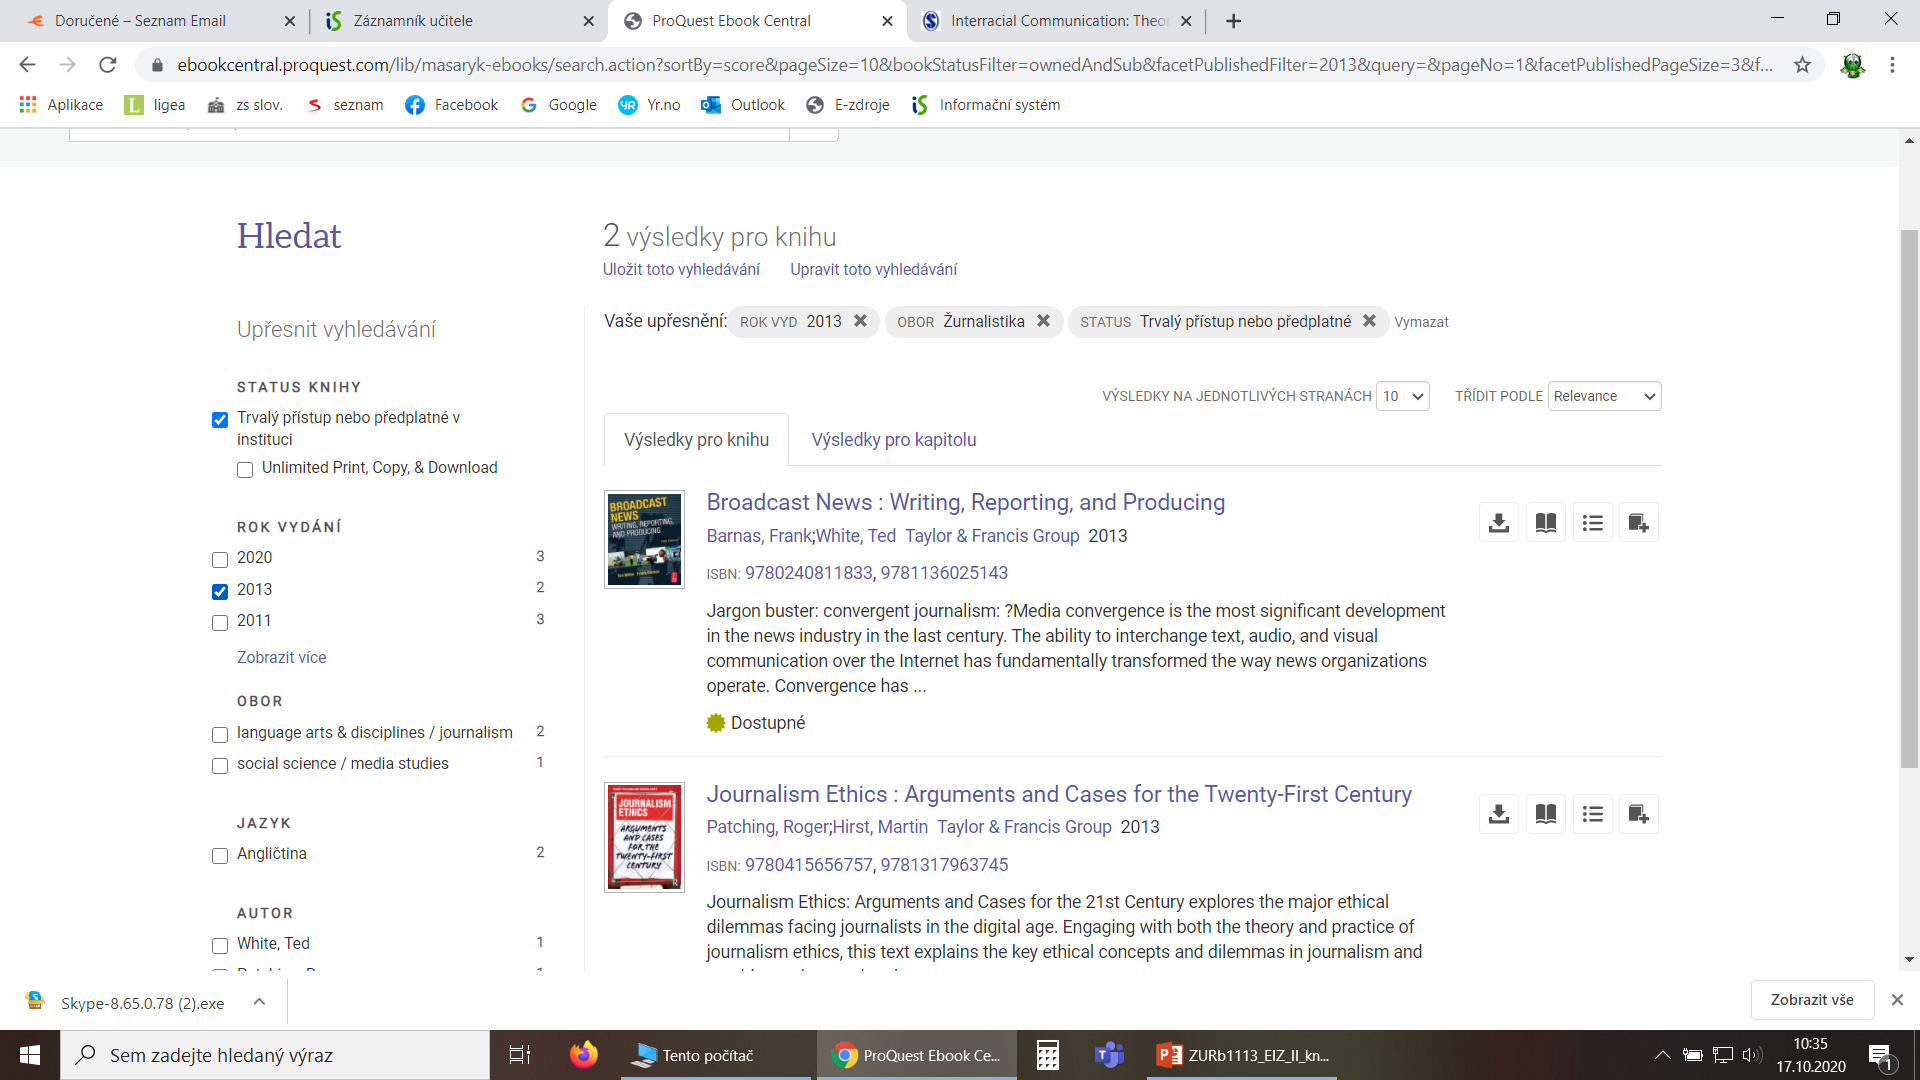 Doručené – Seznam Email
Záznamník učitele
ProQuest Ebook Central
Interracial Communication: Theor
ebookcentral.proquest.com/lib/masaryk-ebooks/search.action?sortBy=score&pageSize=10&bookStatusFilter=ownedAndSub&facetPublishedFilter=2013&query=&pageNo=1&facetPublishedPageSize=3&f...
Aplikace
ligea
zs slov.
seznam
Facebook
Google
Yr.no
Outlook
E-zdroje
Informační systém
Hledat
2 výsledky pro knihu
Uložit toto vyhledávání Upravit toto vyhledávání
Upřesnit vyhledávání
Vaše upřesnění: ROK VYD 2013 OBOR Žurnalistika STATUS Trvalý přístup nebo předplatné Vymazat
STATUS KNIHY
Trvalý přístup nebo předplatné v
instituci
Unlimited Print, Copy, & Download
VÝSLEDKY NA JEDNOTLIVÝCH STRANÁCH 10 TŘÍDIT PODLE Relevance
Výsledky pro knihu Výsledky pro kapitolu
ROK VYDÁNÍ
2020 3
2013 2
2011 3
Zobrazit více
OBOR
language arts & disciplines / journalism 2
social science / media studies 1
JAZYK
Angličtina 2
AUTOR
White, Ted 1
BROADCAST
NEWS
WRITING, REPORTING,
AND PRODUCING
Broadcast News : Writing, Reporting, and Producing
Barnas, Frank;White, Ted Taylor & Francis Group 2013
ISBN: 9780240811833, 9781136025143
Jargon buster: convergent journalism: ?Media convergence is the most significant development
in the news industry in the last century. The ability to interchange text, audio, and visual
communication over the Internet has fundamentally transformed the way news organizations
operate. Convergence has ...
Dostupné
JOURNALISM
ETHICS
ARGUMENTS
AND CASES
FOR THE
TWENTY-FIRST
CENTURY
Journalism Ethics : Arguments and Cases for the Twenty-First Century
Patching, Roger;Hirst, Martin Taylor & Francis Group 2013
ISBN: 9780415656757, 9781317963745
Journalism Ethics: Arguments and Cases for the 21st Century explores the major ethical
dilemmas facing journalists in the digital age. Engaging with both the theory and practice of
journalism ethics, this text explains the key ethical concepts and dilemmas in journalism and
Skype-8.65.0.78 (2).exe
Zobrazit vše
Sem zadejte hledaný výraz
Tento počítač
ProQuest Ebook Ce...
ZURb1113_EIZ_II_kn...
10:35
17.10.2020
1